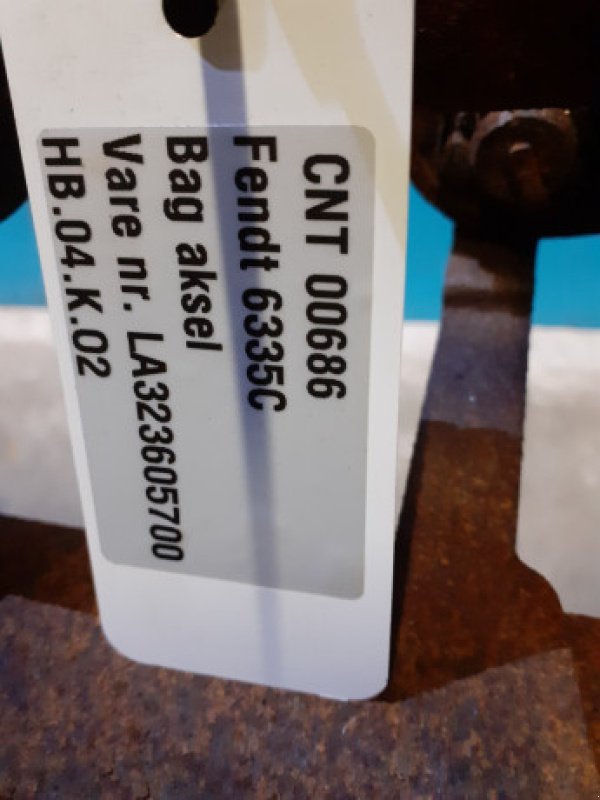 CNT 00686
Fendt 6335C
Bag aksel
Vare nr. LA323605700
HB.04.K.02